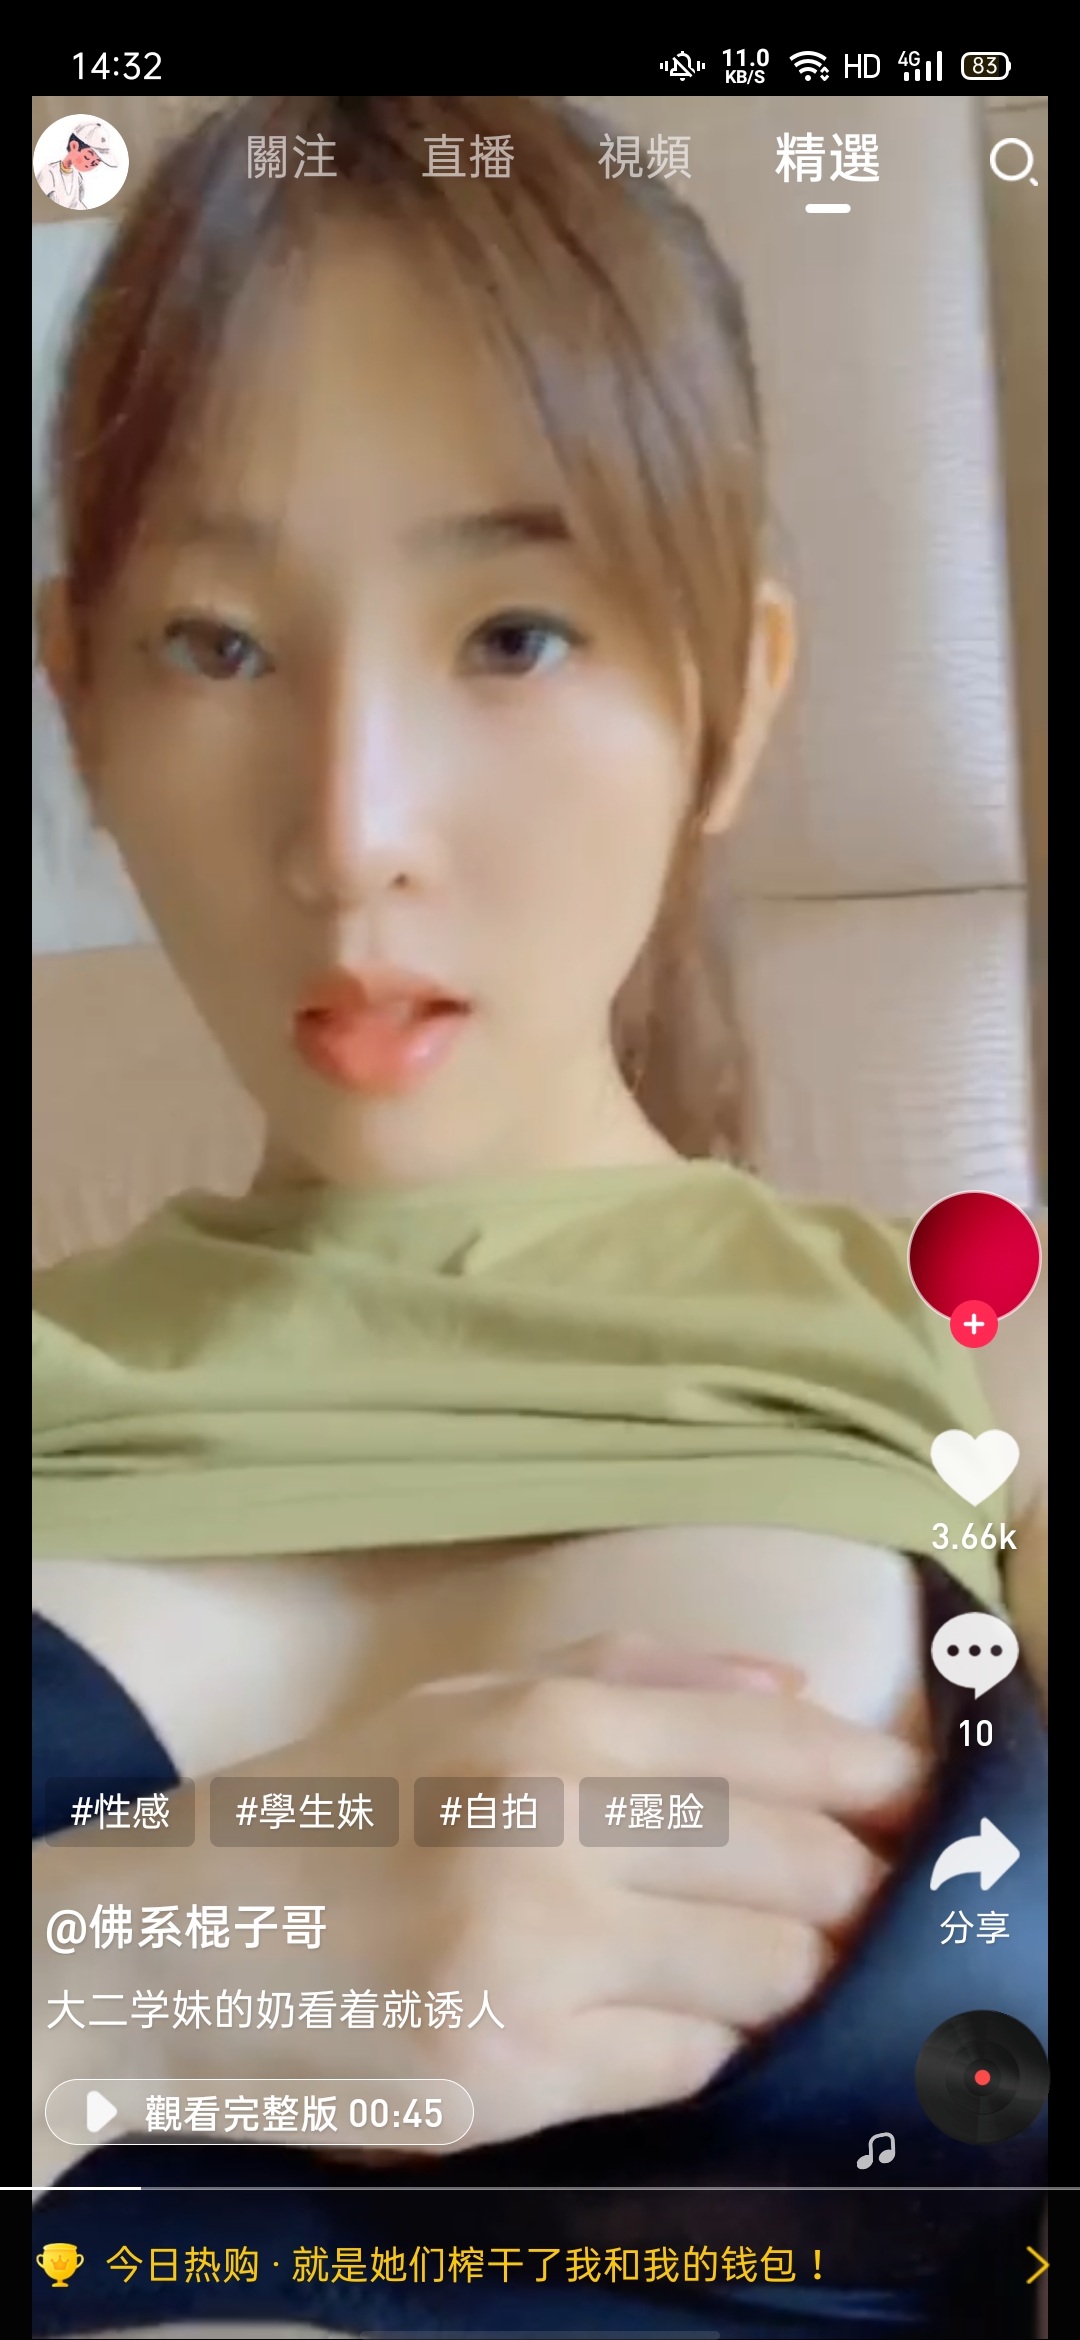 14:32
11.0 KB/S HD 4G 83
關注 直播 視頻 精選
3.66k
10
#性感 #學生妹 #自拍 #露脸
分享
@佛系棍子哥
大二学妹的奶看着就诱人
觀看完整版 00:45
今日热购 · 就是她们榨干了我和我的钱包！